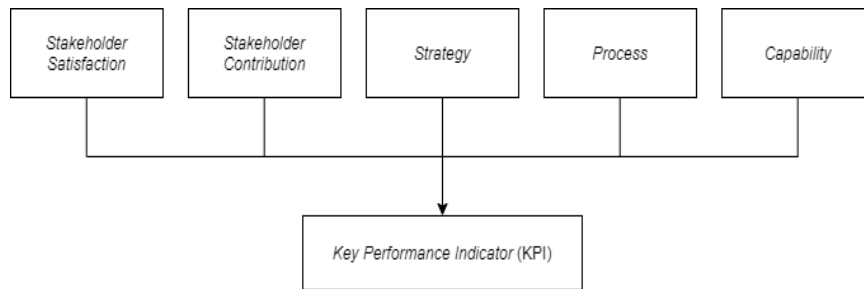 Stakeholder
Satisfaction
Stakeholder
Contribution
Strategy
Process
Capability
Key Performance Indicator (KPI)